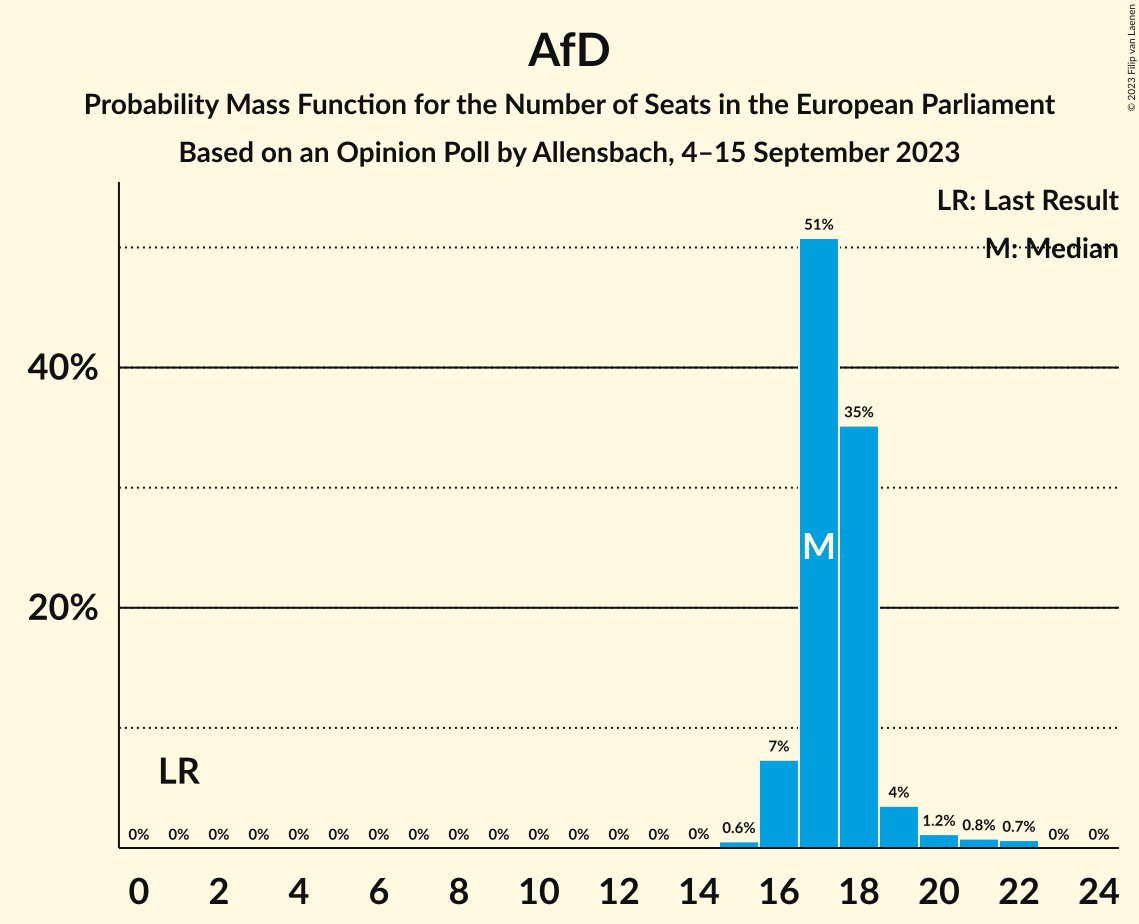 © 2023 Filip van Laenen
AfD
Probability Mass Function for the Number of Seats in the European Parliament
Based on an Opinion Poll by Allensbach, 4–15 September 2023
LR: Last Result
M: Median
51%
40%
35%
M
20%
7%
LR
4%
0% 0% 0% 0% 0% 0% 0% 0% 0% 0% 0% 0% 0% 0% 0% 0.6% 1.2% 0.8% 0.7% 0% 0%
0 2 4 6 8 10 12 14 16 18 20 22 24